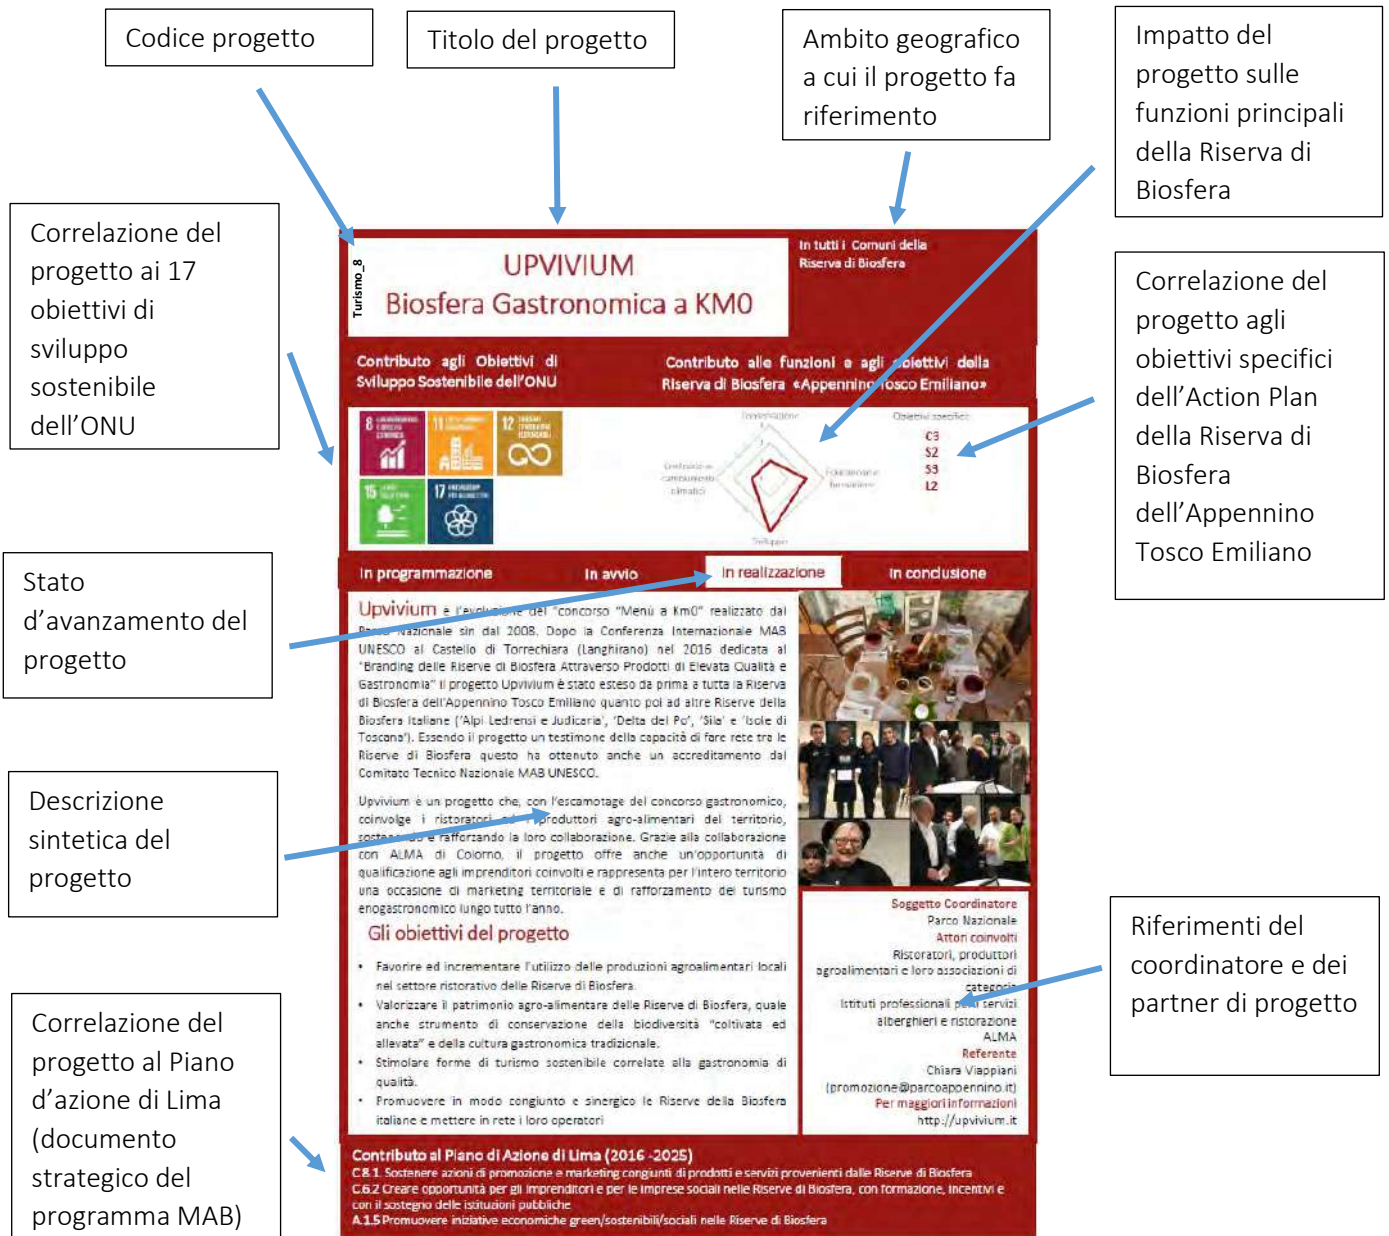 Codice progetto
Titolo del progetto
Ambito geografico
a cui il progetto fa
riferimento
Impatto del
progetto sulle
funzioni principali
della Riserva di
Biosfera
Correlazione del
progetto ai 17
obiettivi di
sviluppo
sostenibile
dell’ONU
Correlazione del
progetto agli
obiettivi specifici
dell’Action Plan
della Riserva di
Biosfera
dell’Appennino
Tosco Emiliano
Stato
d’avanzamento del
progetto
Descrizione
sintetica del
progetto
Correlazione del
progetto al Piano
d’azione di Lima
(documento
strategico del
programma MAB)
Riferimenti del
coordinatore e dei
partner di progetto
Turismo_8
UPVIVIUM
Biosfera Gastronomica a KM0
In tutti i Comuni della
Riserva di Biosfera
Contributo agli Obiettivi di
Sviluppo Sostenibile dell’ONU
Contributo alle funzioni e agli obiettivi della
Riserva di Biosfera «Appennino Tosco Emiliano»
8
11
12
15
17
Conservazione
Educazione e
formazione
Sviluppo
cambiamento
climatici
Obiettivi specifici
C3
S2
S3
L2
In programmazione
In avvio
In realizzazione
In conclusione
Upvivium è l’evoluzione del "concorso "Menù a Km0" realizzato dal
Parco Nazionale sin dal 2008. Dopo la Conferenza Internazionale MAB
UNESCO al Castello di Torrechiara (Langhirano) nel 2016 dedicata al
"Branding delle Riserve di Biosfera Attraverso Prodotti di Elevata Qualità e
Gastronomia" il progetto Upvivium è stato esteso da prima a tutta la Riserva
di Biosfera dell’Appennino Tosco Emiliano quanto poi ad altre Riserve della
Biosfera Italiane ('Alpi Ledrensi e Judicaria', 'Delta del Po', 'Sila' e 'Isole di
Toscana'). Essendo il progetto un testimone della capacità di fare rete tra le
Riserve di Biosfera questo ha ottenuto anche un accreditamento dal
Comitato Tecnico Nazionale MAB UNESCO.
Upvivium è un progetto che, con l’escamotage del concorso gastronomico,
coinvolge i ristoratori ed i produttori agro-alimentari del territorio,
sostenendo e rafforzando la loro collaborazione. Grazie alla collaborazione
con ALMA di Colorno, il progetto offre anche un’opportunità di
qualificazione agli imprenditori coinvolti e rappresenta per l’intero territorio
una occasione di marketing territoriale e di rafforzamento del turismo
enogastronomico lungo tutto l’anno.
Gli obiettivi del progetto
• Favorire ed incrementare l’utilizzo delle produzioni agroalimentari locali
nel settore ristorativo delle Riserve di Biosfera.
• Valorizzare il patrimonio agro-alimentare delle Riserve di Biosfera, quale
anche strumento di conservazione della biodiversità "coltivata ed
allevata" e della cultura gastronomica tradizionale.
• Stimolare forme di turismo sostenibile correlate alla gastronomia di
qualità.
• Promuovere in modo congiunto e sinergico le Riserve della Biosfera
italiane e mettere in rete i loro operatori
Soggetto Coordinatore
Parco Nazionale
Attori coinvolti
Ristoratori, produttori
agroalimentari e loro associazioni di
categoria
Istituti professionali per i servizi
alberghieri e ristorazione
ALMA
Referente
Chiara Viappiani
(promozione@parcoappennino.it)
Per maggiori informazioni
http://upvivium.it
Contributo al Piano di Azione di Lima (2016 -2025)
C.8.1. Sostenere azioni di promozione e marketing congiunti di prodotti e servizi provenienti dalle Riserve di Biosfera
C.6.2 Creare opportunità per gli imprenditori e per le imprese sociali nelle Riserve di Biosfera, con formazione, incentivi e
con il sostegno delle istituzioni pubbliche
A.1.5 Promuovere iniziative economiche green/sostenibili/sociali nelle Riserve di Biosfera